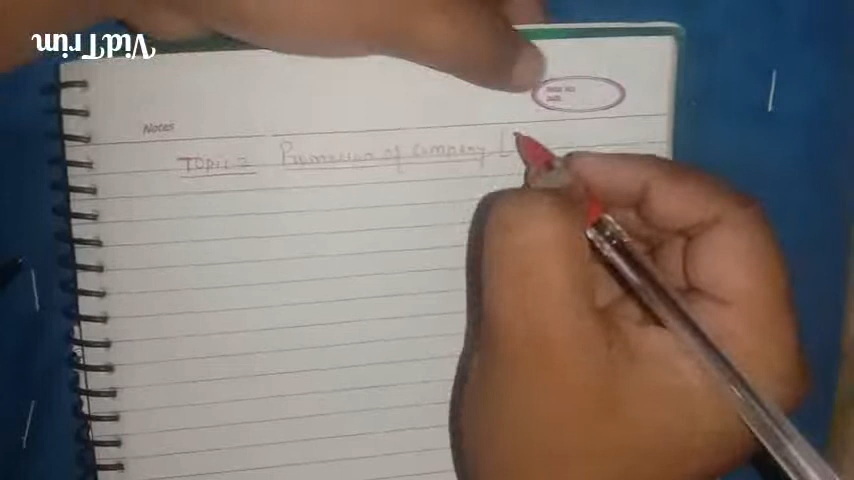 VidTrim
Notes
Topic = Promotion of company